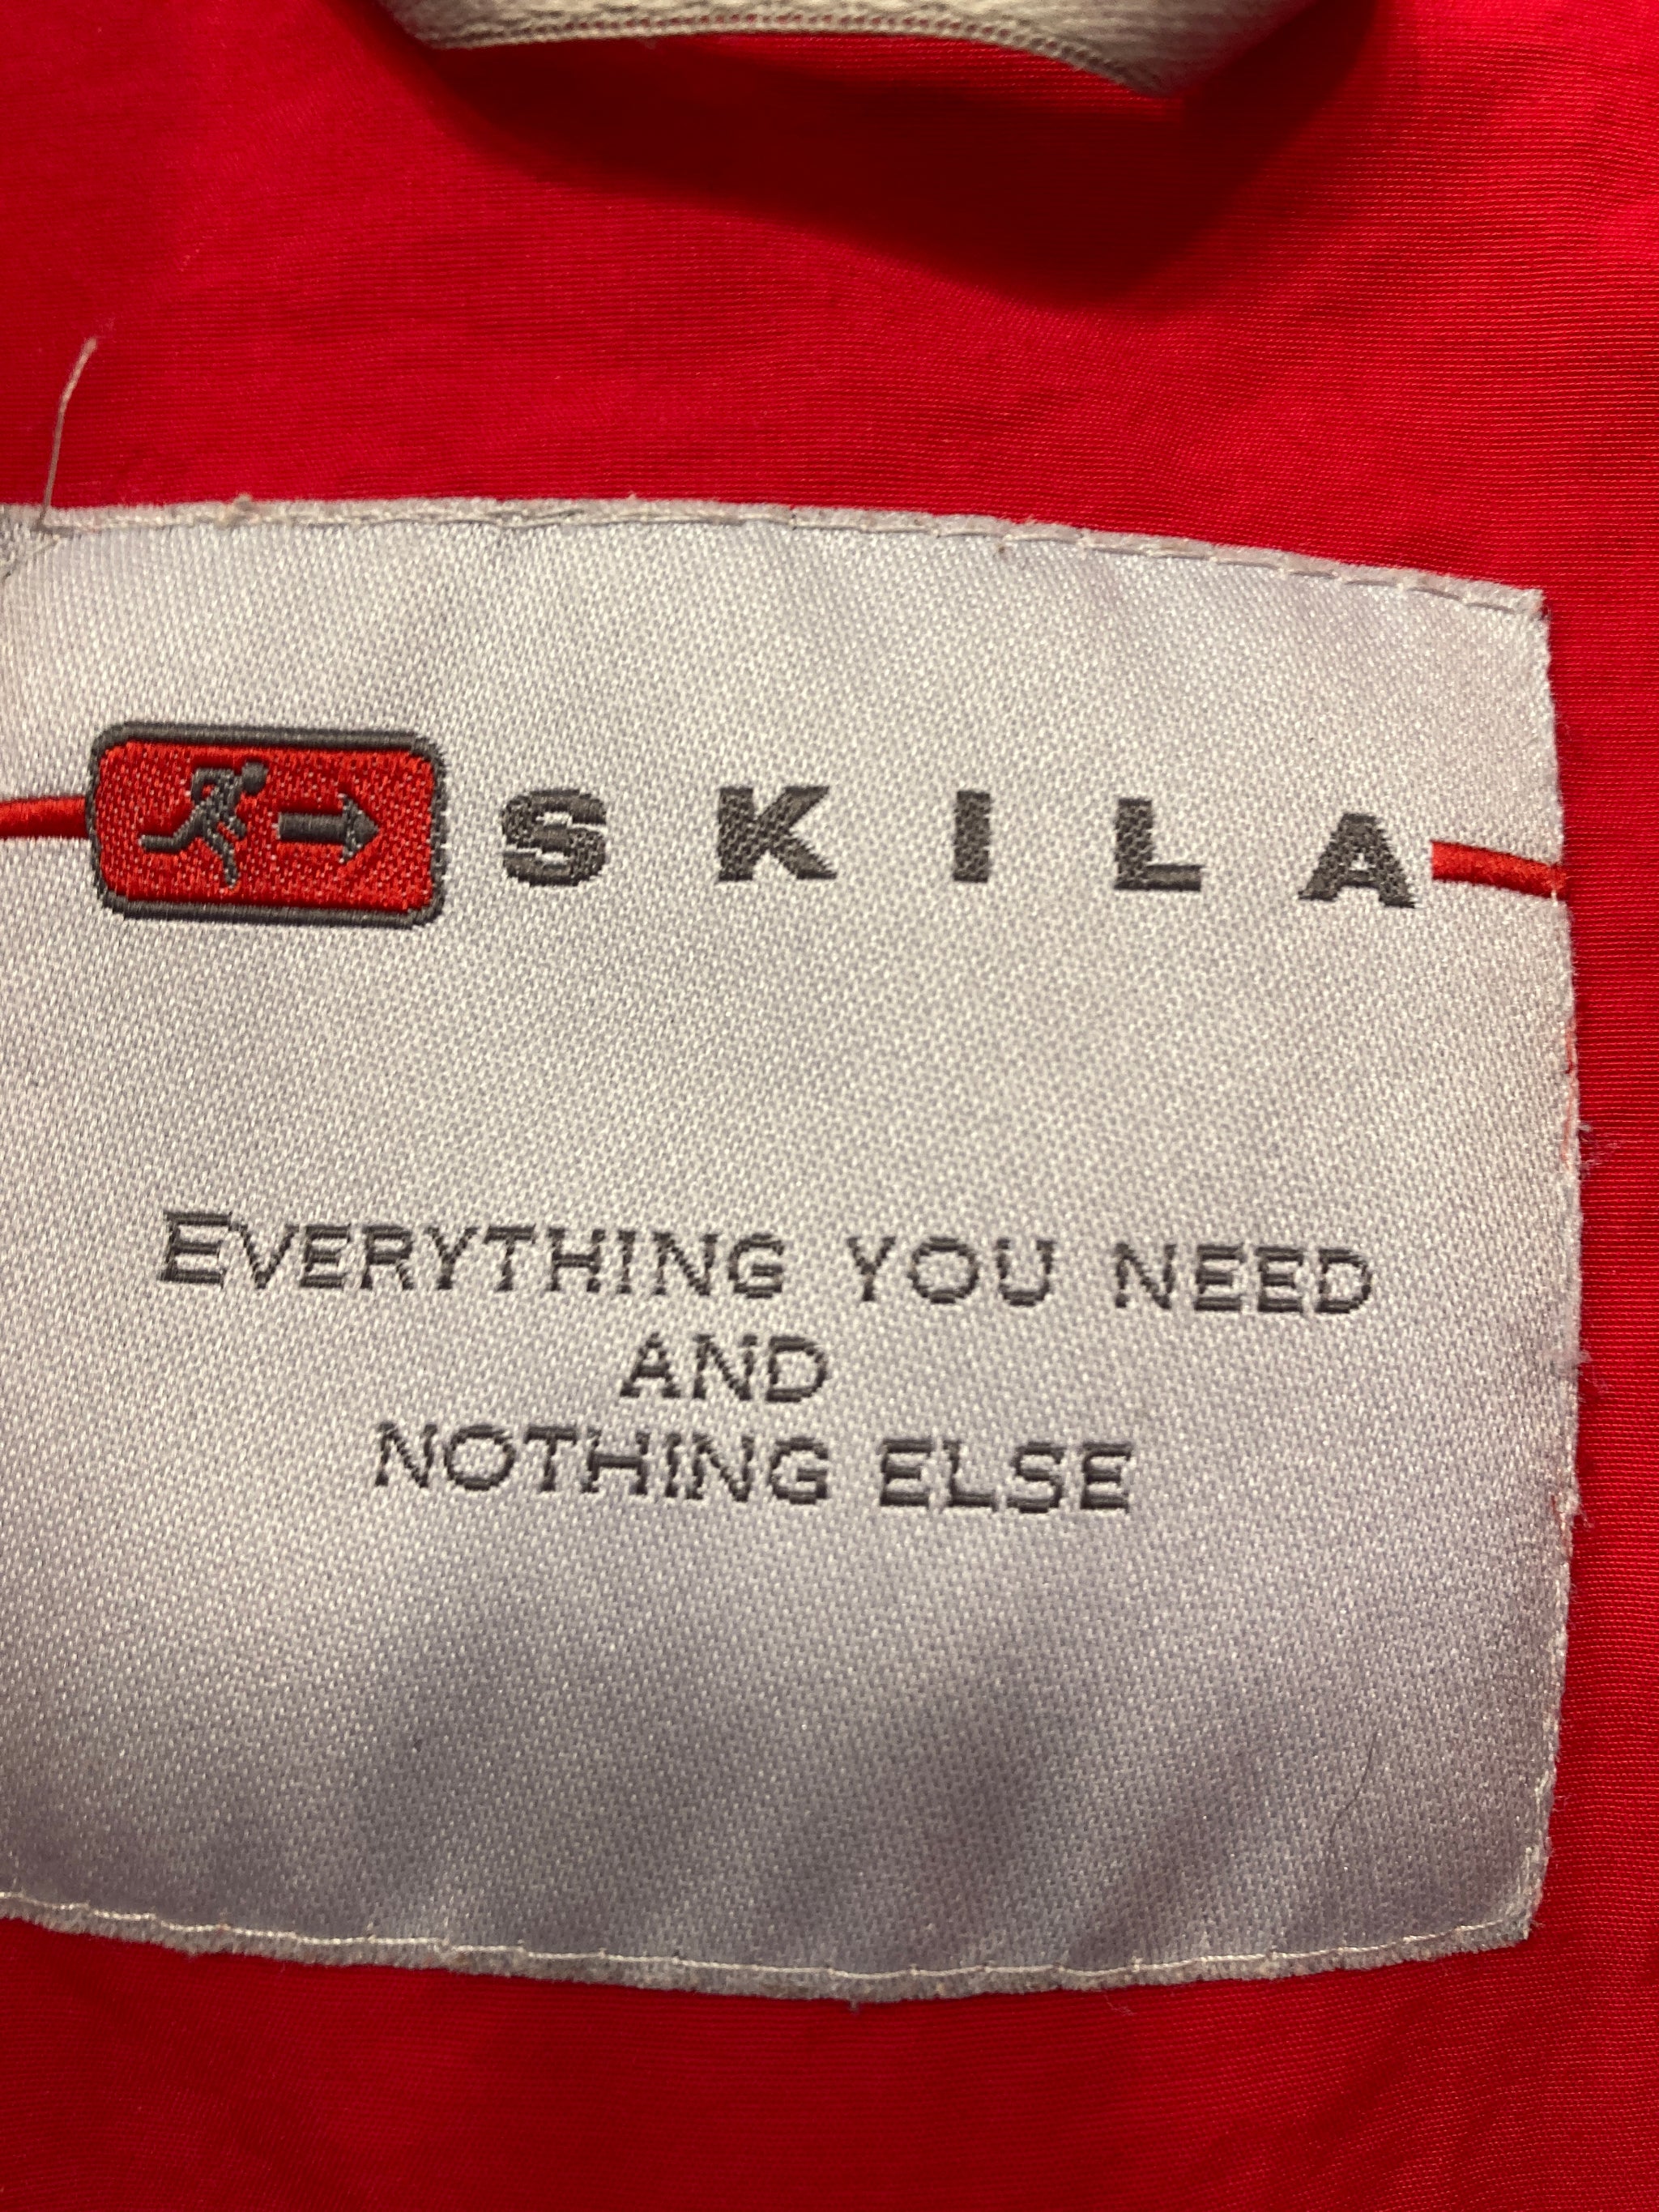 SKILA
EVERYTHING YOU NEED
AND
NOTHING ELSE